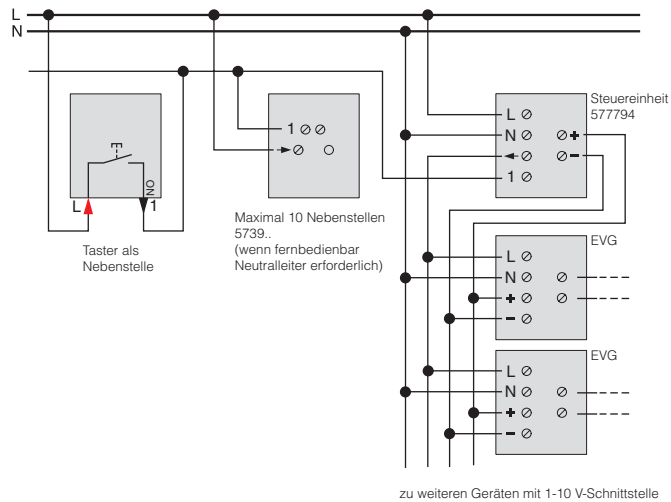 L
N
Steuereinheit
577794
L
N
+
−
1
1
L
NO
1
Taster als
Nebenstelle
Maximal 10 Nebenstellen
5739..
(wenn fernbedienbar
Neutralleiter erforderlich)
EVG
L
N
+
−
EVG
L
N
+
−
zu weiteren Geräten mit 1-10 V-Schnittstelle